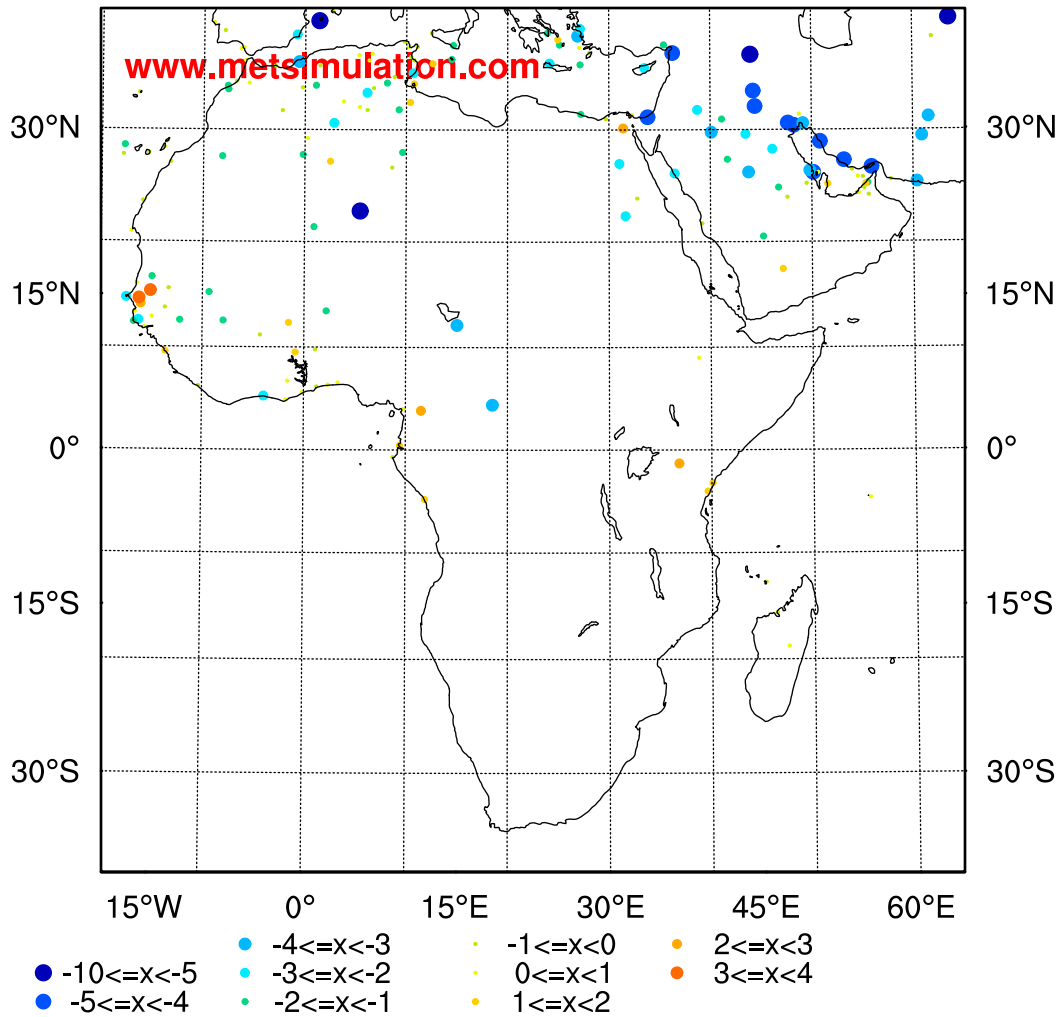 www.metsimulation.com
30°N 30°N
15°N 15°N
0° 0°
15°S 15°S
30°S 30°S
15°W 0° 15°E 30°E 45°E 60°E
-4<=x<-3 -1<=x<0 2<=x<3
-10<=x<-5 -3<=x<-2 0<=x<1 3<=x<4
-5<=x<-4 -2<=x<-1 1<=x<2